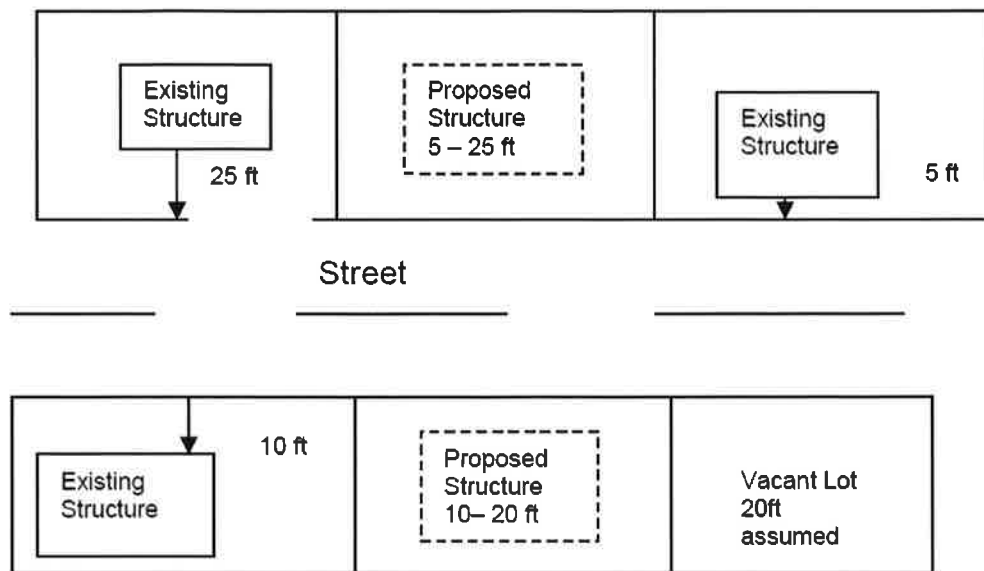 Existing
Structure
25 ft
Proposed
Structure
5 – 25 ft
Existing
Structure
5 ft
Street
Existing
Structure
10 ft
Proposed
Structure
10– 20 ft
Vacant Lot
20ft
assumed